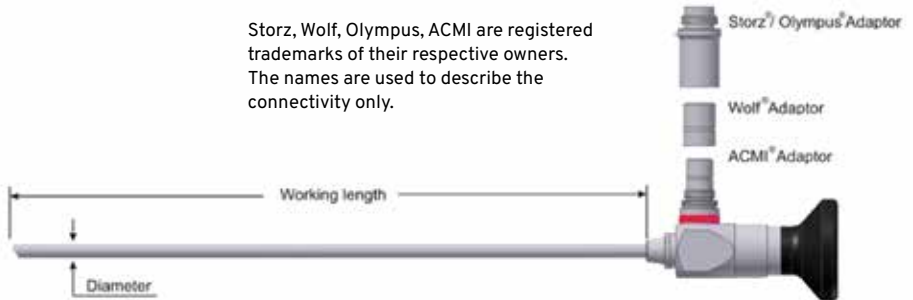 Storz, Wolf, Olympus, ACMI are registered
trademarks of their respective owners.
The names are used to describe the
connectivity only.
Storz®/ Olympus®Adaptor
Wolf®Adaptor
ACMI®Adaptor
Working length
Diameter